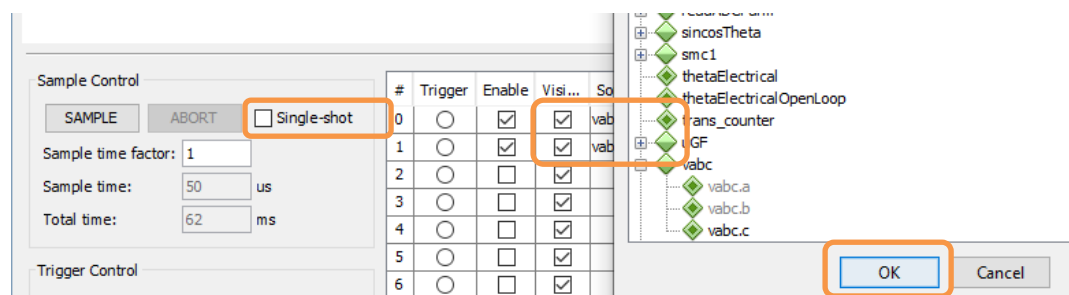 sincosTheta
smc1
thetaElectrical
thetaElectricalOpenLoop
trans_counter
uGF
vabc
vabc.a
vabc.b
vabc.c
OK Cancel
Sample Control
SAMPLE ABORT Single-shot
Sample time factor: 1
Sample time: 50 us
Total time: 62 ms
Trigger Control
# Trigger Enable Visi... So
0 vab
1 vab
2
3
4
5
6